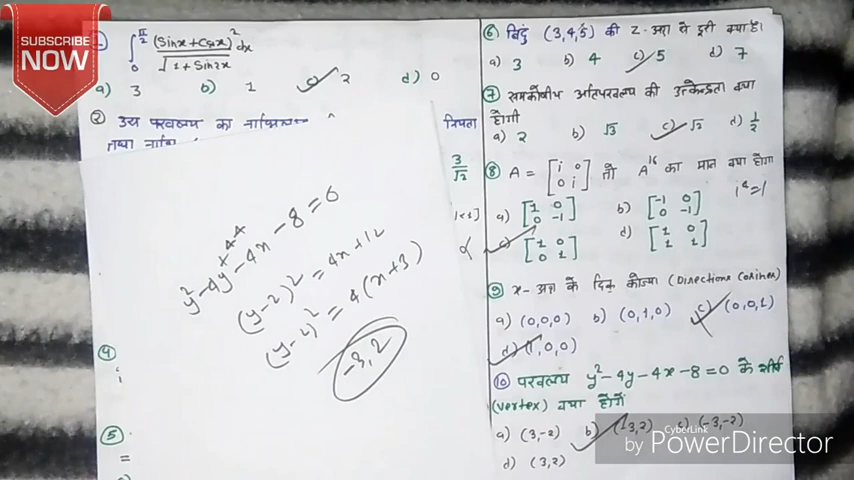 SUBSCRIBE
NOW
∫₀^(π/2) (Sinx+Cosx)² / √(1+Sin2x) dx
a) 3 b) 1 c) 2 d) 0
② उस परवलय का
तथा नाभि
नियता
3/√2
④
⑤
=
y² - 4y +4-4 - 4x - 8 = 0
(y-2)² = 4x+12
(y-2)² = 4(x+3)
-3,2
⑥ बिंदु (3,4,5) की Z-अक्ष से दूरी क्या है।
a) 3 b) 4 c) 5 d) 7
⑦ समकोणीय अतिपरवलय की उत्केन्द्रता क्या
होगी
a) 2 b) √3 c) √2 d) 1/2
⑧ A = [i 0; 0 i] तो A¹⁶ का मान क्या होगा
a) [1 0; 0 -1] b) [-1 0; 0 -1]
c) [1 0; 0 1] d) [1 1; 0 1]
⑨ x-अक्ष के दिक् कोज्या (Directions Cosines)
a) (0,0,0) b) (0,1,0) c) (0,0,1)
d) (1,0,0)
⑩ परवलय y²-4y-4x-8=0 के शीर्ष
(vertex) क्या होंगे
a) (3,-2) b) (-3,2) c) (-3,-2)
d) (3,2)
CyberLink
by PowerDirector